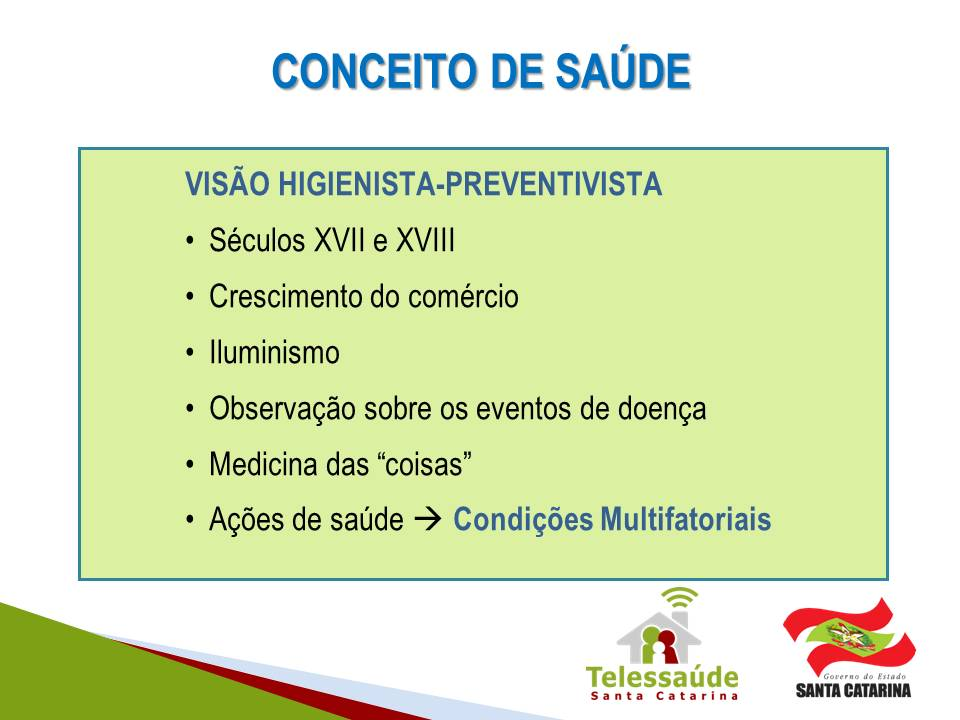 CONCEITO DE SAÚDE
VISÃO HIGIENISTA-PREVENTIVISTA
• Séculos XVII e XVIII
• Crescimento do comércio
• Iluminismo
• Observação sobre os eventos de doença
• Medicina das “coisas”
• Ações de saúde → Condições Multifatoriais
Telessaúde
Santa Catarina
Governo do Estado
SANTA CATARINA